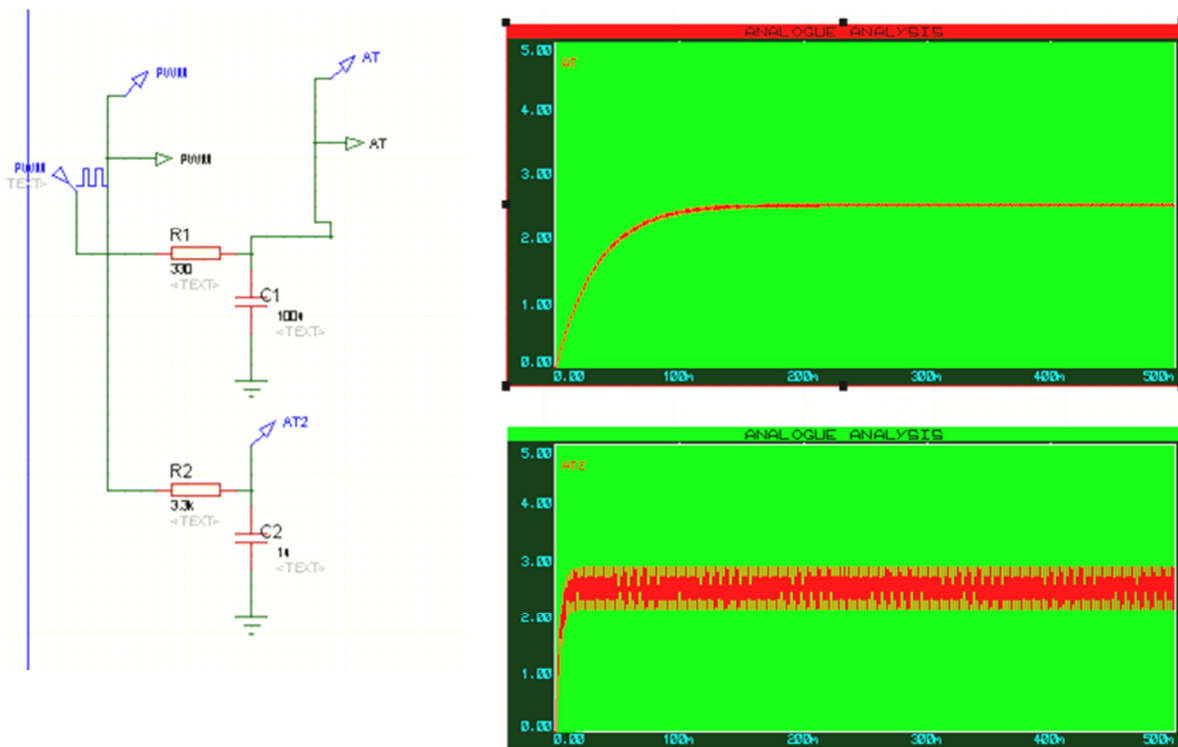 PWM
AT
PWM
AT
PWM
TEXT>
R1
330
<TEXT>
C1
100u
<TEXT>
AT2
R2
3.3k
<TEXT>
C2
1u
<TEXT>
ANALOGUE ANALYSIS
5.00
AT
4.00
3.00
2.00
1.00
0.00
0.00 100m 200m 300m 400m 500m
ANALOGUE ANALYSIS
5.00
AT2
4.00
3.00
2.00
1.00
0.00
0.00 100m 200m 300m 400m 500m